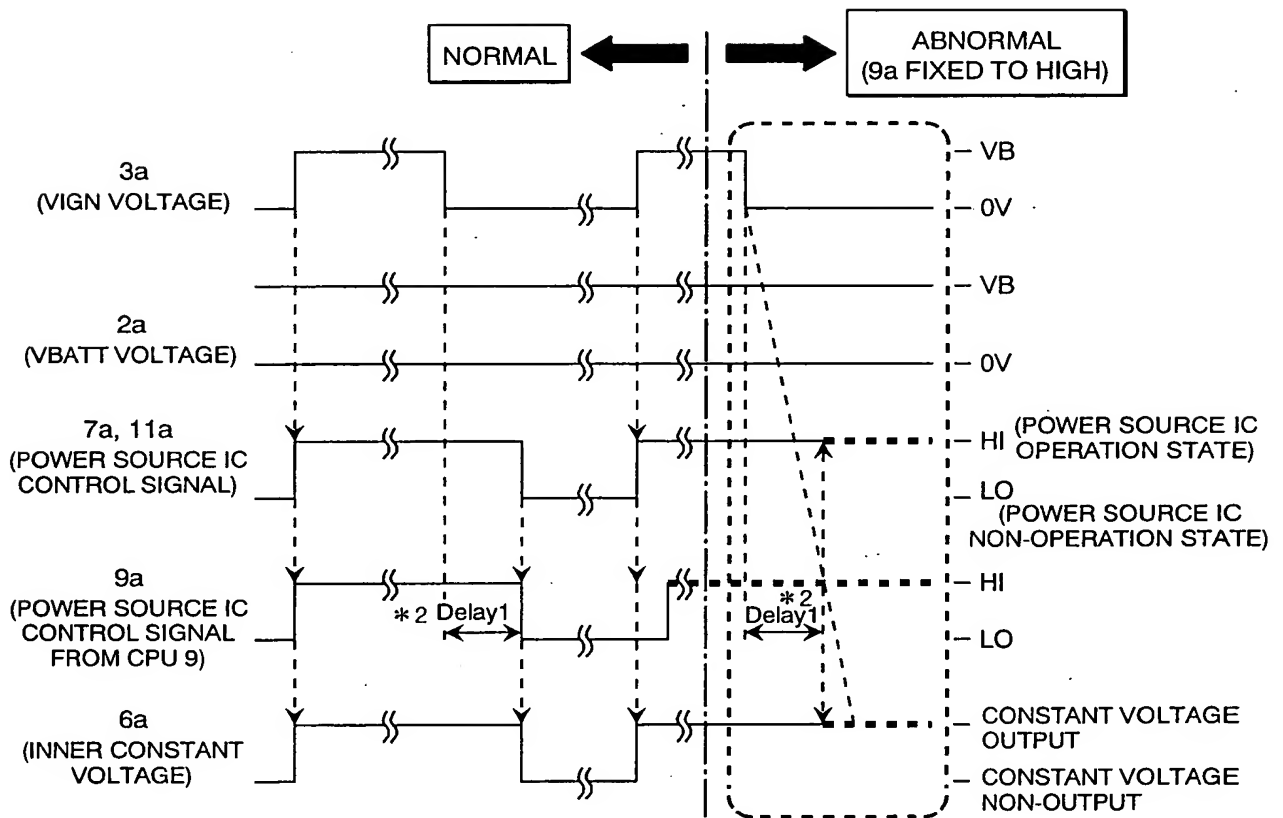 NORMAL
ABNORMAL
(9a FIXED TO HIGH)
3a
(VIGN VOLTAGE)
VB
0V
2a
(VBATT VOLTAGE)
VB
0V
7a, 11a
(POWER SOURCE IC
CONTROL SIGNAL)
HI (POWER SOURCE IC
OPERATION STATE)
LO
(POWER SOURCE IC
NON-OPERATION STATE)
9a
(POWER SOURCE IC
CONTROL SIGNAL
FROM CPU 9)
*2 Delay1
*2
Delay1
HI
LO
6a
(INNER CONSTANT
VOLTAGE)
CONSTANT VOLTAGE
OUTPUT
CONSTANT VOLTAGE
NON-OUTPUT